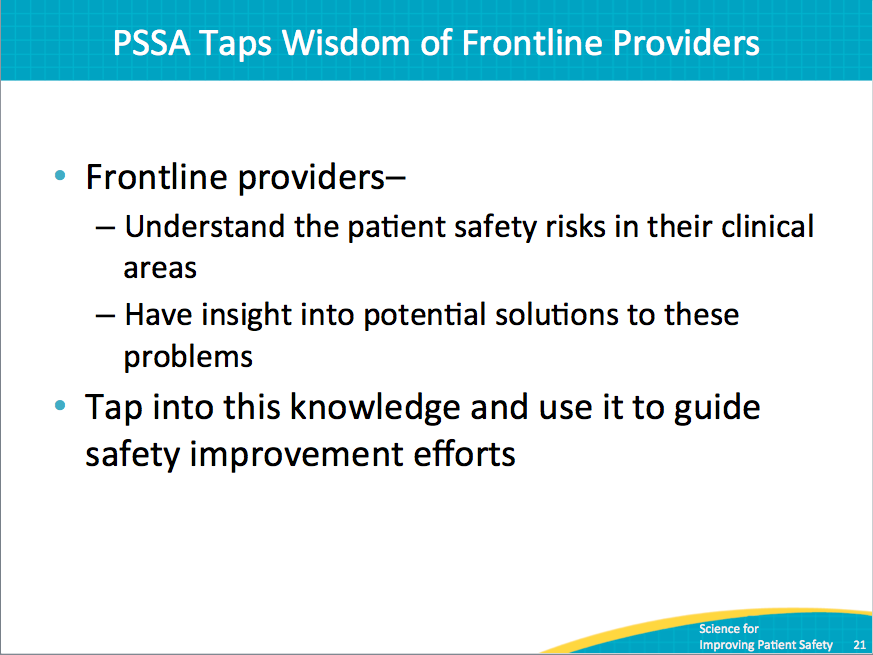 PSSA Taps Wisdom of Frontline Providers
• Frontline providers–
– Understand the patient safety risks in their clinical
areas
– Have insight into potential solutions to these
problems
• Tap into this knowledge and use it to guide
safety improvement efforts
Science for
Improving Patient Safety 21